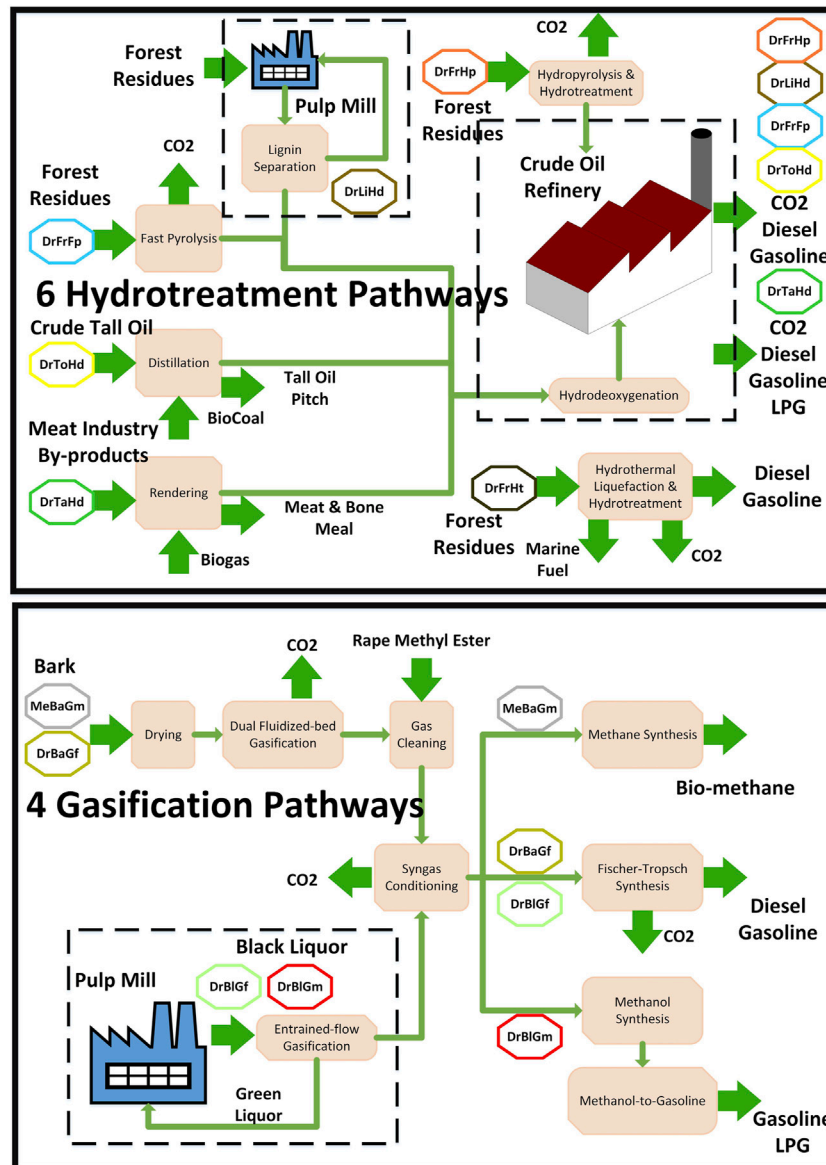 Forest
Residues
Pulp Mill
Lignin
Separation
DrLiHd
CO2
DrFrHp
Forest
Residues
Hydropyrolysis &
Hydrotreatment
Crude Oil
Refinery
DrFrHp
DrLiHd
DrFrFp
DrToHd
CO2
Diesel
Gasoline
DrTaHd
CO2
Diesel
Gasoline
LPG
Forest
Residues
CO2
DrFrFp
Fast Pyrolysis
6 Hydrotreatment Pathways
Crude Tall Oil
DrToHd
Distillation
BioCoal
Tall Oil
Pitch
Hydrodeoxygenation
Meat Industry
By-products
DrTaHd
Rendering
Meat & Bone
Meal
Biogas
DrFrHt
Forest
Residues
Hydrothermal
Liquefaction &
Hydrotreatment
Diesel
Gasoline
Marine
Fuel
CO2
Bark
MeBaGm
DrBaGf
Drying
CO2
Dual Fluidized-bed
Gasification
Rape Methyl Ester
Gas
Cleaning
MeBaGm
Methane Synthesis
Bio-methane
4 Gasification Pathways
CO2
Syngas
Conditioning
DrBaGf
DrBlGf
Fischer-Tropsch
Synthesis
Diesel
Gasoline
CO2
Black Liquor
Pulp Mill
DrBlGf
DrBlGm
Entrained-flow
Gasification
Green
Liquor
DrBlGm
Methanol
Synthesis
Methanol-to-Gasoline
Gasoline
LPG